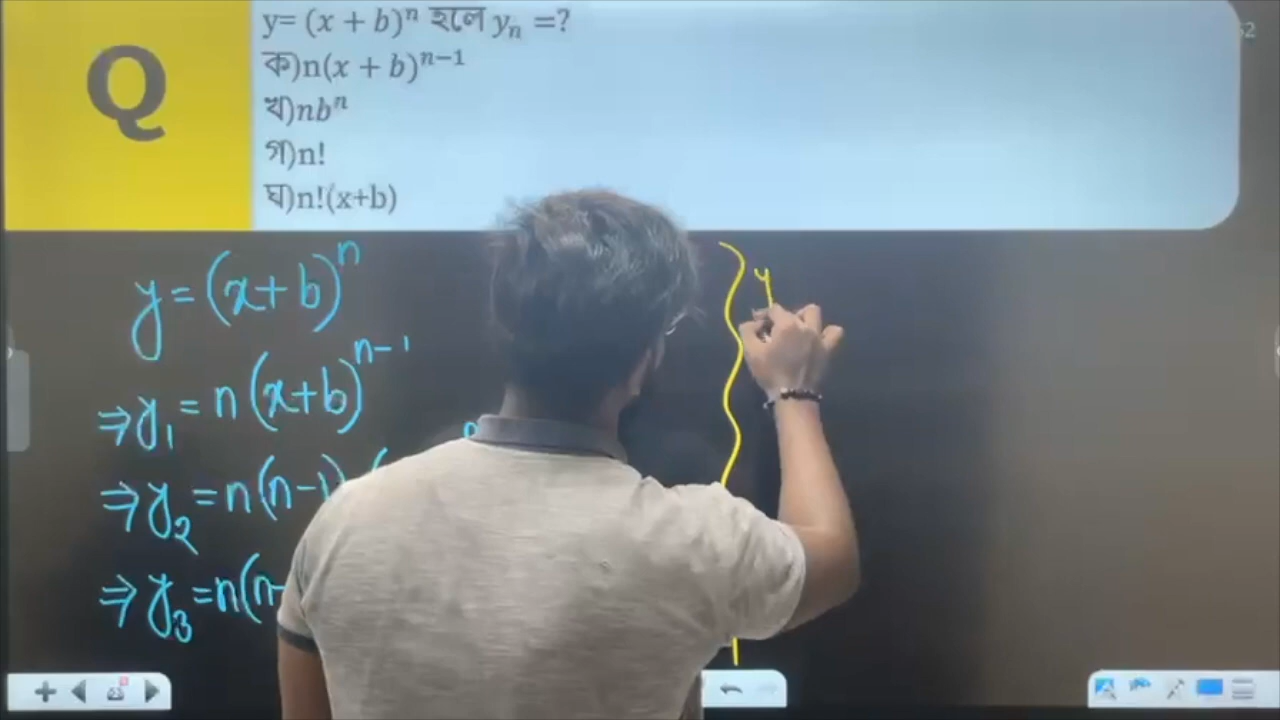 Q
y= (x + b)ⁿ হলে yₙ =?
ক)n(x + b)ⁿ⁻¹
খ)nbⁿ
গ)n!
ঘ)n!(x+b)
y = (x+b)ⁿ
⇒ y₁ = n (x+b)ⁿ⁻¹
⇒ y₂ = n(n-1)
⇒ y₃ = n(n-
y